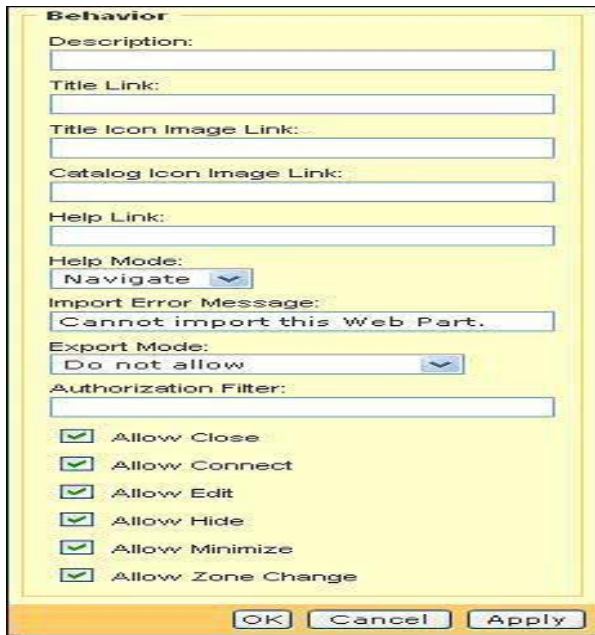 Behavior
Description:
Title Link:
Title Icon Image Link:
Catalog Icon Image Link:
Help Link:
Help Mode:
Navigate
Import Error Message:
Cannot import this Web Part.
Export Mode:
Do not allow
Authorization Filter:
Allow Close
Allow Connect
Allow Edit
Allow Hide
Allow Minimize
Allow Zone Change
OK Cancel Apply